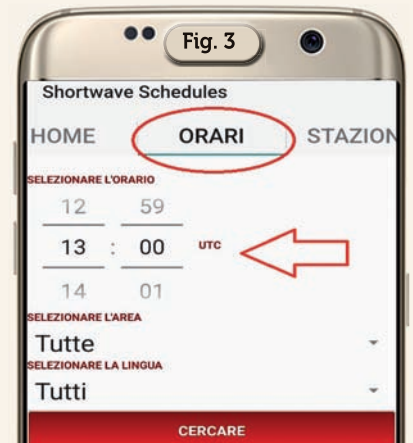 Fig. 3
Shortwave Schedules
HOME ORARI STAZION
SELEZIONARE L'ORARIO
12 59
13 : 00 UTC
14 01
SELEZIONARE L'AREA
Tutte
SELEZIONARE LA LINGUA
Tutti
CERCARE